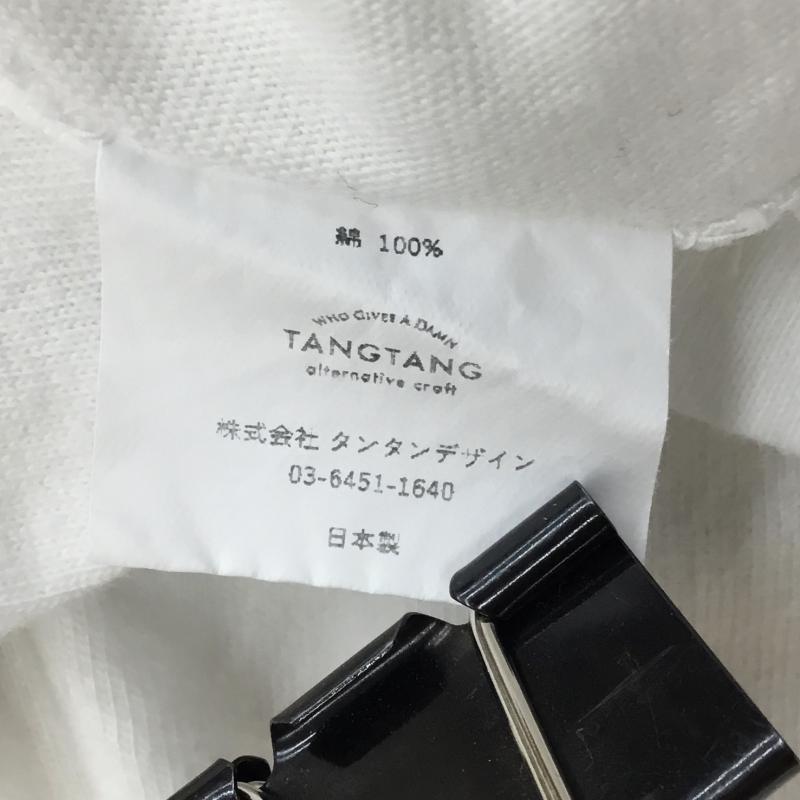 綿 100%
WHO GIVES A DAMN
TANGTANG
alternative craft
株式会社 タンタンデザイン
03-6451-1640
日本製